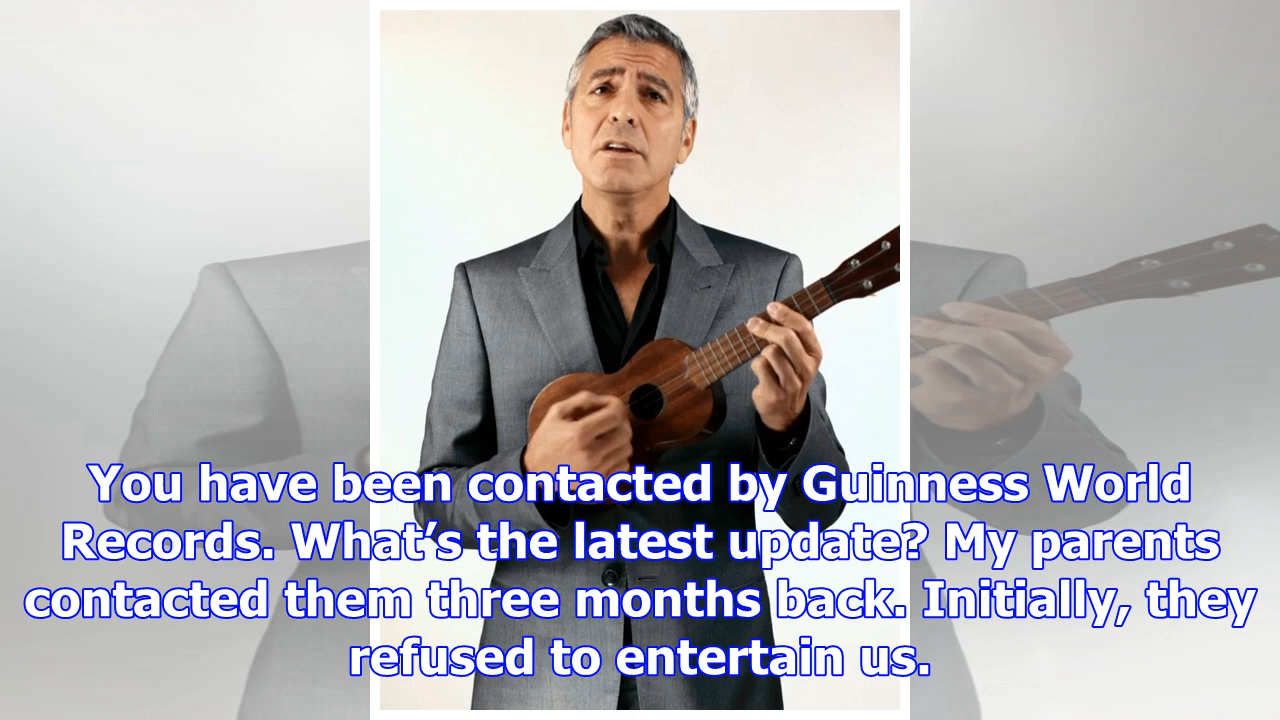 You have been contacted by Guinness World
Records. What’s the latest update? My parents
contacted them three months back. Initially, they
refused to entertain us.